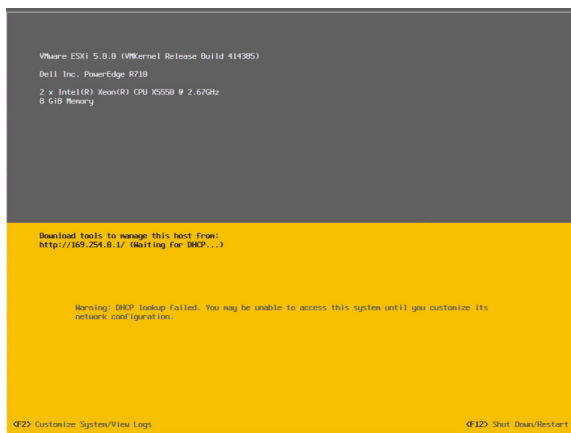 VMware ESXi 5.0.0 (VMKernel Release Build 414385)
Dell Inc. PowerEdge R710
2 x Intel(R) Xeon(R) CPU X5550 @ 2.67GHz
8 GiB Memory
Download tools to manage this host from:
http://169.254.0.1/ (Waiting for DHCP...)
Warning: DHCP lookup failed. You may be unable to access this system until you customize its
network configuration.
<F2> Customize System/View Logs
<F12> Shut Down/Restart